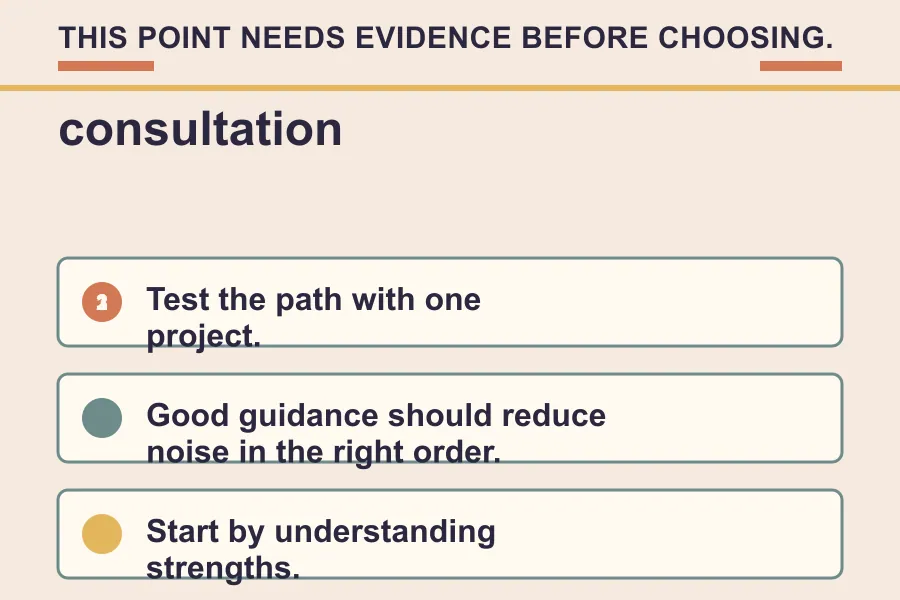 THIS POINT NEEDS EVIDENCE BEFORE CHOOSING.
consultation
Test the path with one
project.
Good guidance should reduce
noise in the right order.
Start by understanding
strengths.